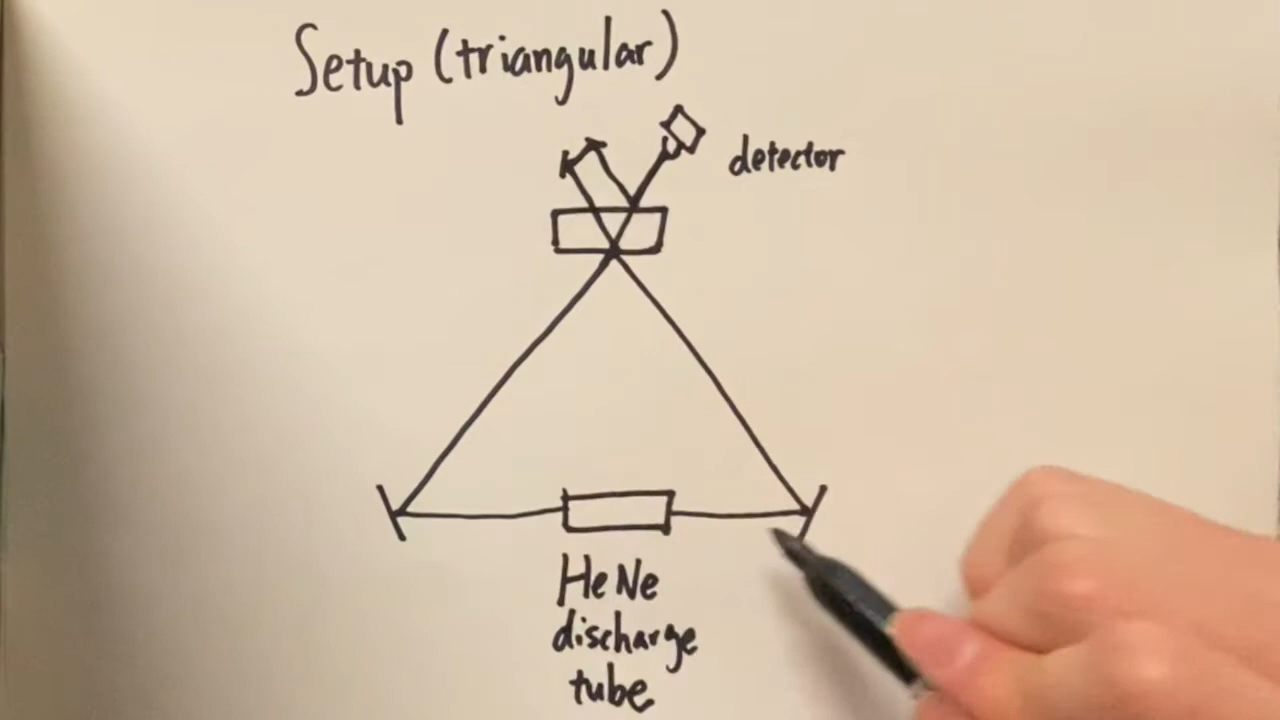 Setup (triangular)
detector
HeNe
discharge
tube